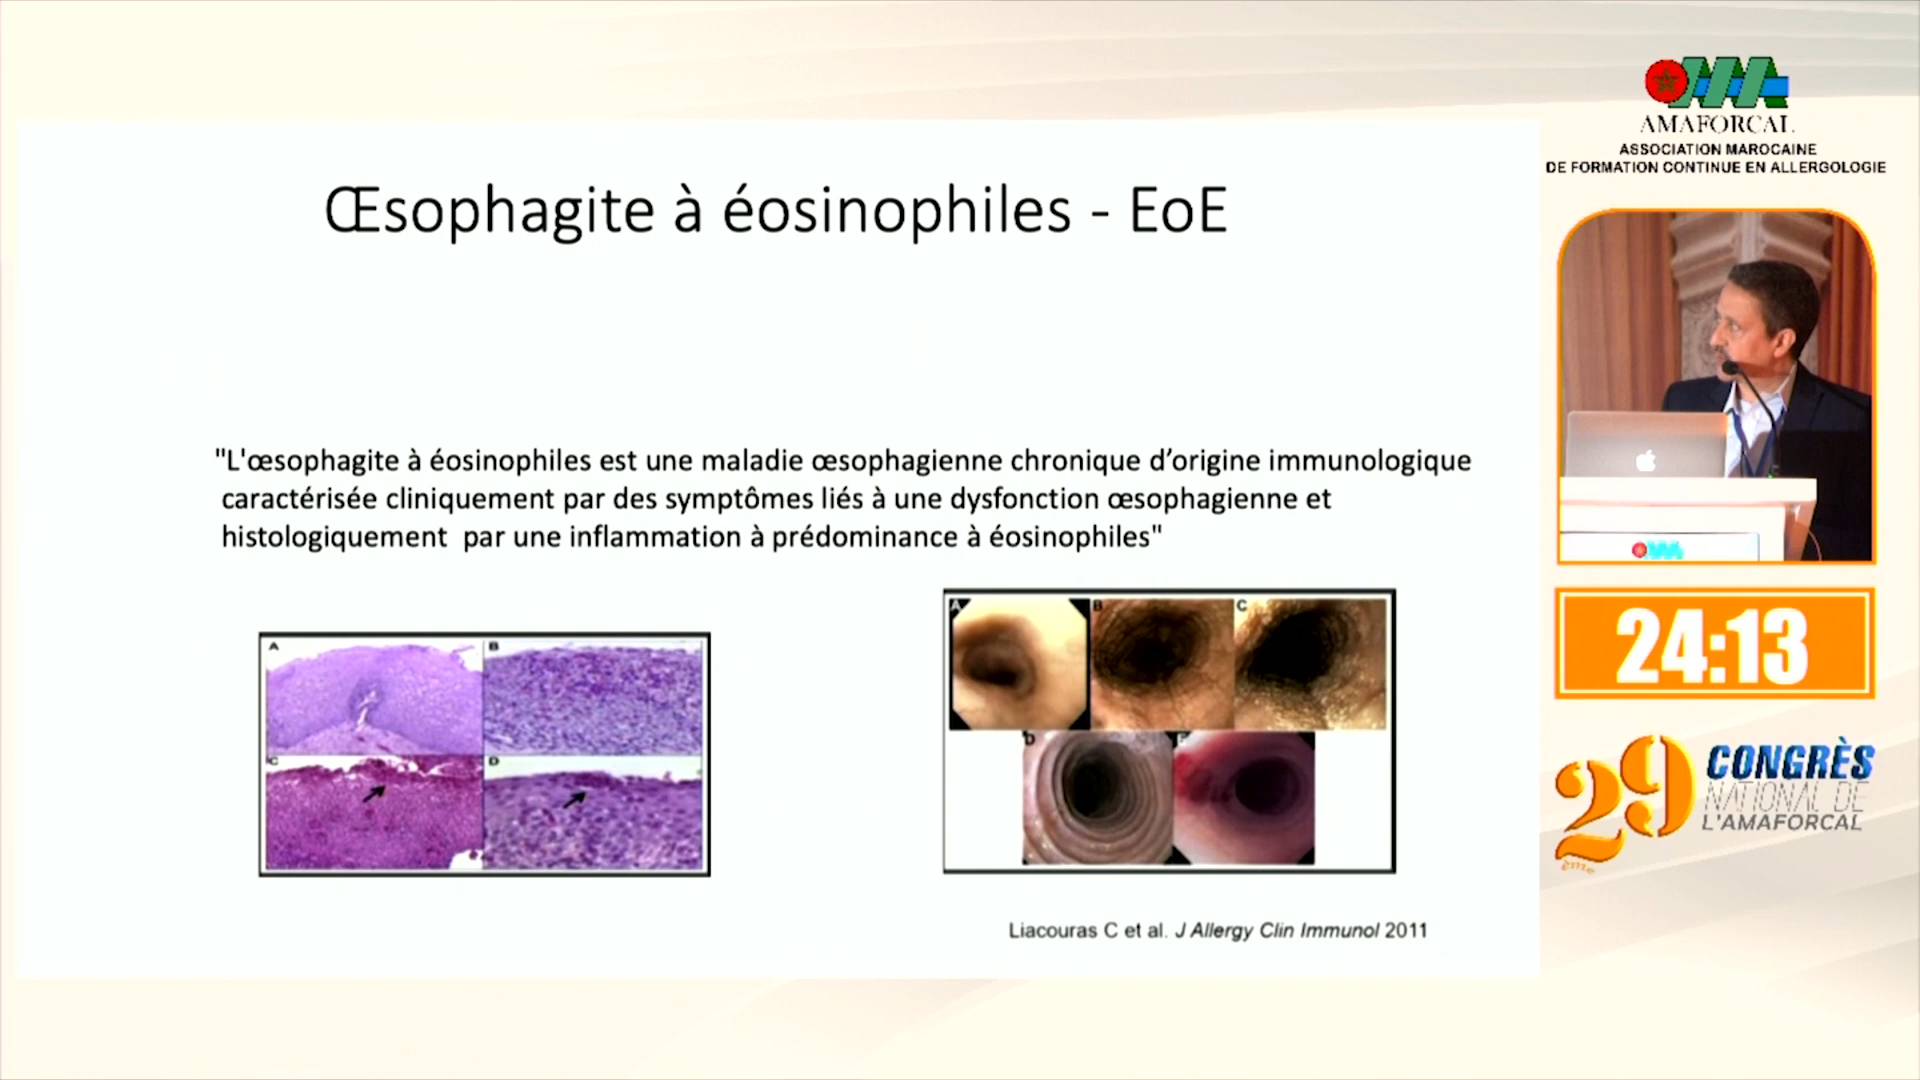 AMAFORCAL
ASSOCIATION MAROCAINE
DE FORMATION CONTINUE EN ALLERGOLOGIE
Œsophagite à éosinophiles - EoE
"L'œsophagite à éosinophiles est une maladie œsophagienne chronique d’origine immunologique
caractérisée cliniquement par des symptômes liés à une dysfonction œsophagienne et
histologiquement par une inflammation à prédominance à éosinophiles"
A B
C D
A B C
D E
Liacouras C et al. J Allergy Clin Immunol 2011
24:13
29ème
CONGRÈS
NATIONAL DE
L'AMAFORCAL